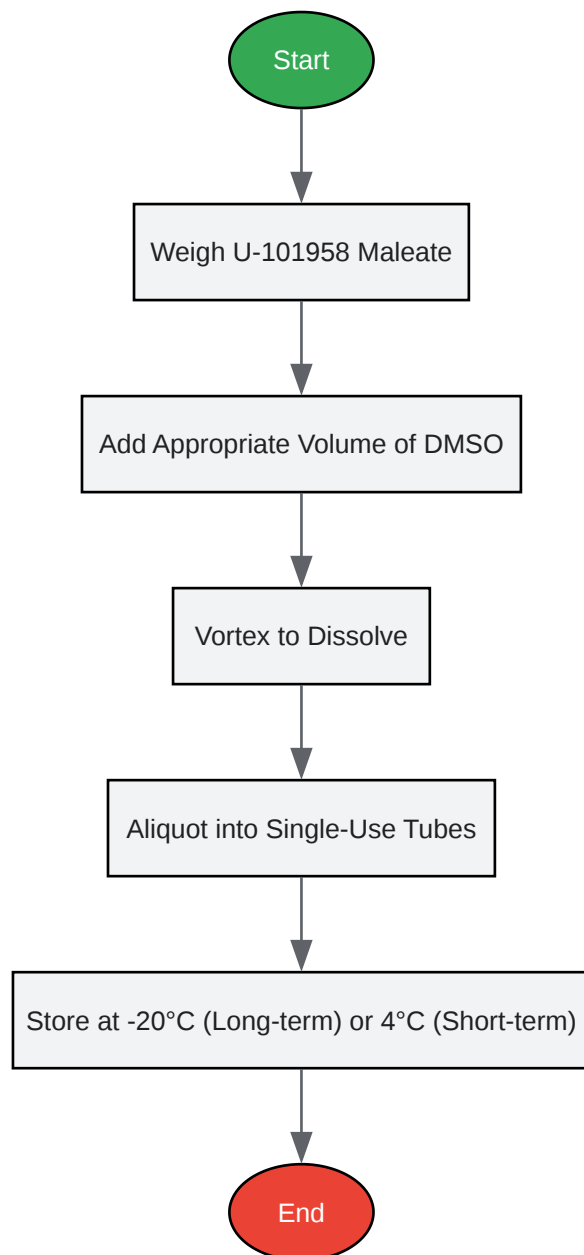 Start
Weigh U-101958 Maleate
Add Appropriate Volume of DMSO
Vortex to Dissolve
Aliquot into Single-Use Tubes
Store at -20°C (Long-term) or 4°C (Short-term)
End